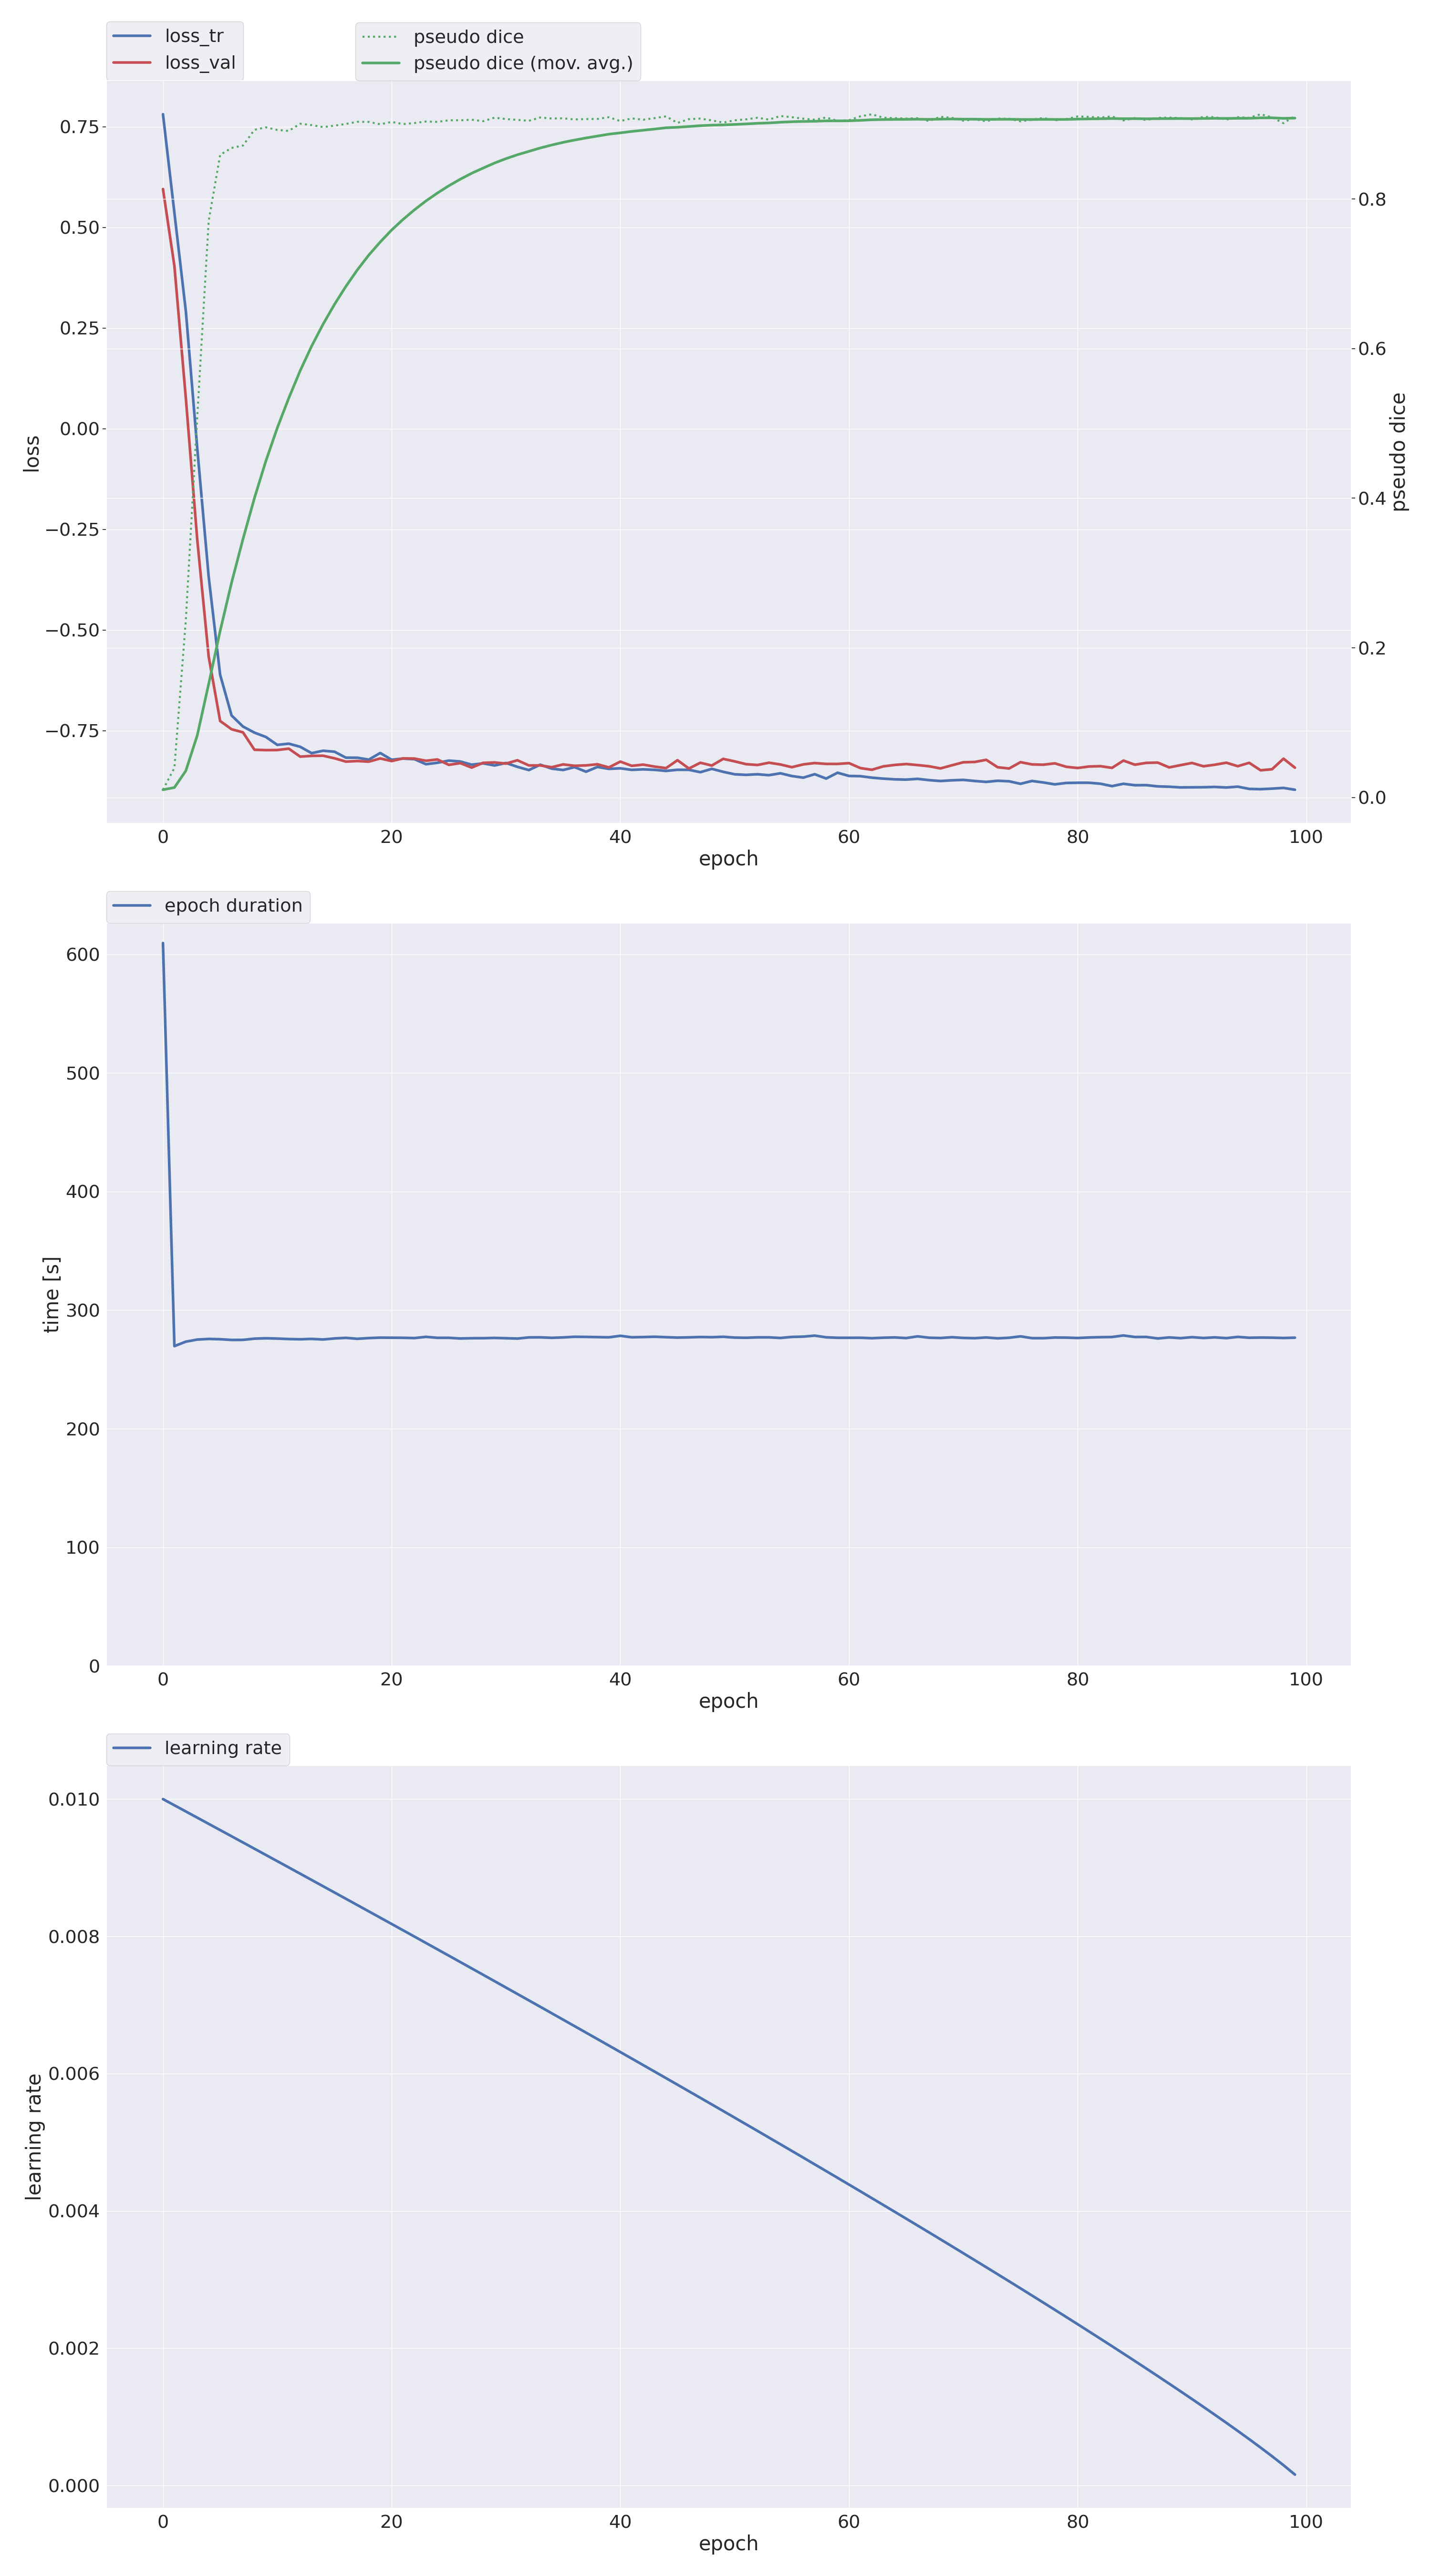 loss_tr
loss_val
pseudo dice
pseudo dice (mov. avg.)
0.75
0.50
0.25
0.00
−0.25
−0.50
−0.75
loss
0.8
0.6
0.4
0.2
0.0
pseudo dice
0 20 40 60 80 100
epoch
epoch duration
600
500
400
300
200
100
0
time [s]
0 20 40 60 80 100
epoch
learning rate
0.010
0.008
0.006
0.004
0.002
0.000
learning rate
0 20 40 60 80 100
epoch